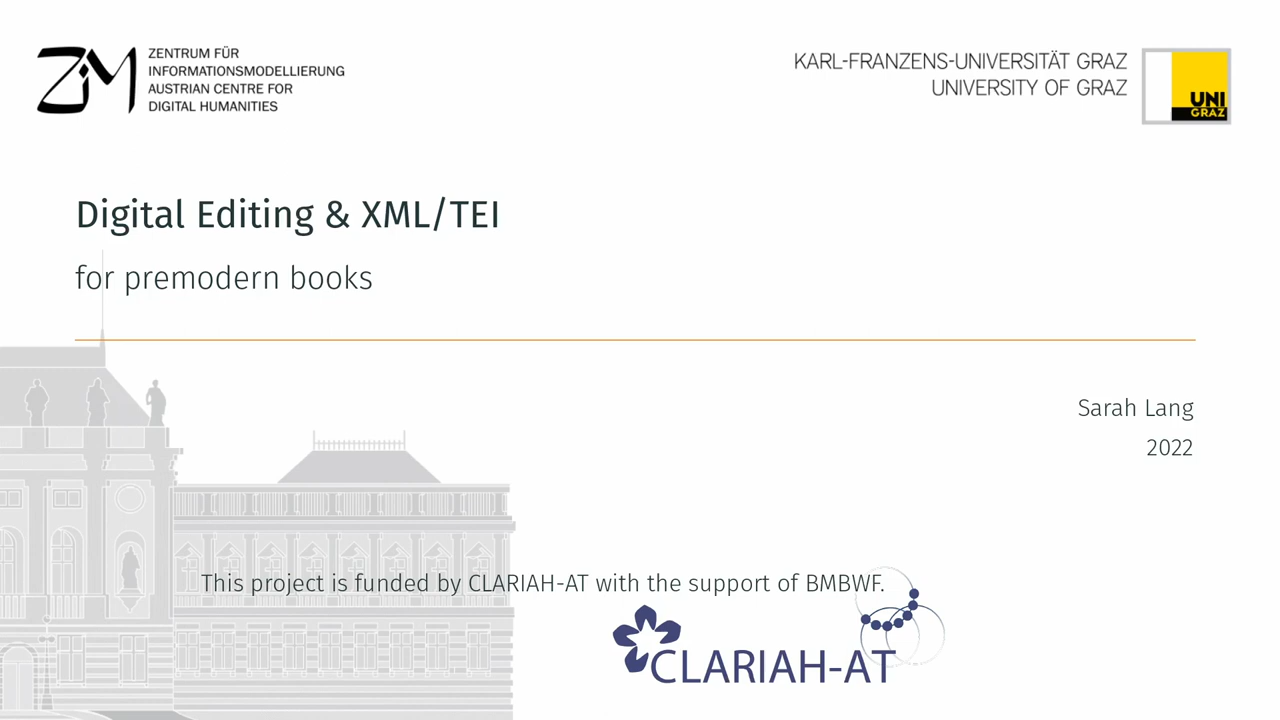 ZiM
ZENTRUM FÜR
INFORMATIONSMODELLIERUNG
AUSTRIAN CENTRE FOR
DIGITAL HUMANITIES
KARL-FRANZENS-UNIVERSITÄT GRAZ
UNIVERSITY OF GRAZ
UNI
GRAZ
Digital Editing & XML/TEI
for premodern books
Sarah Lang
2022
This project is funded by CLARIAH-AT with the support of BMBWF.
CLARIAH-AT